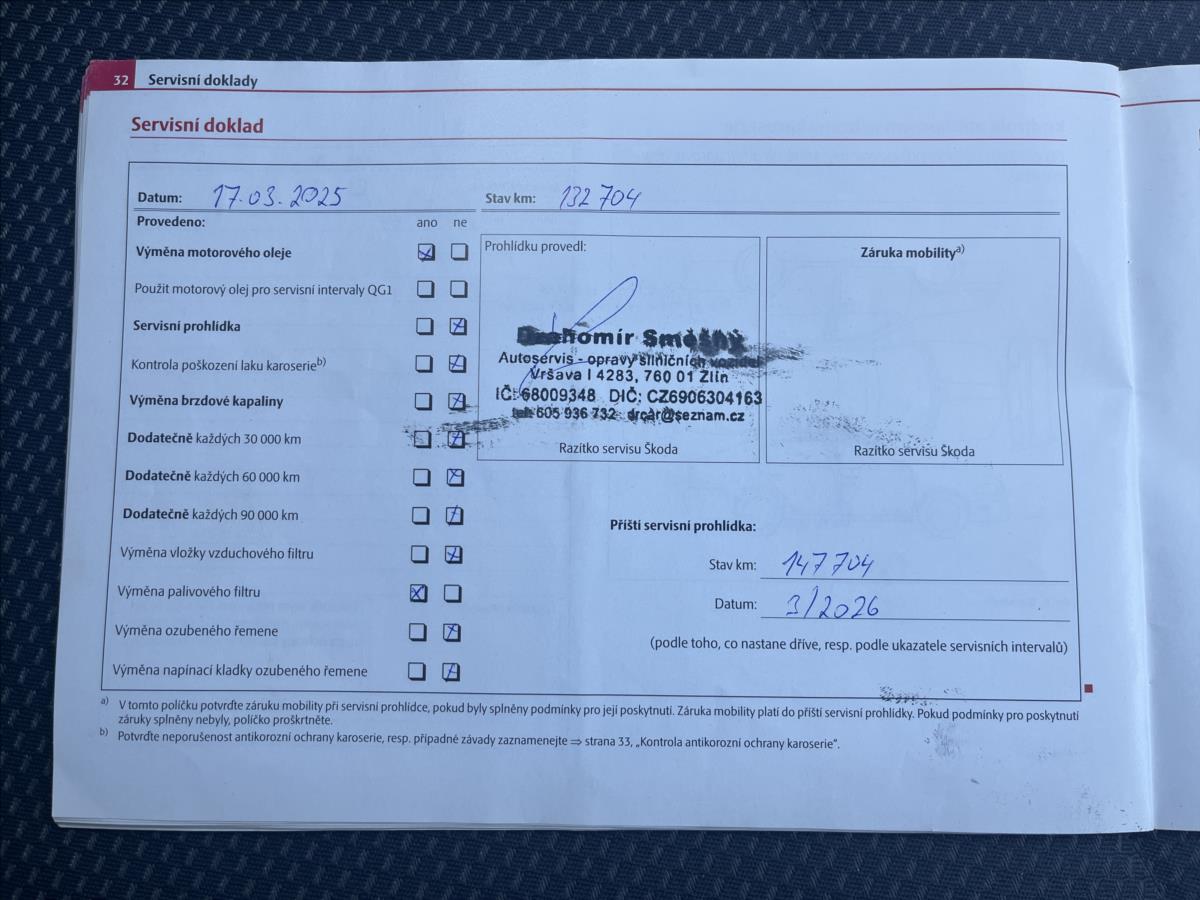 32 Servisní doklady
Servisní doklad
Datum: 17.03.2025 Stav km: 132 704
Provedeno: ano ne
Výměna motorového oleje
Použit motorový olej pro servisní intervaly QG1
Servisní prohlídka
Kontrola poškození laku karoserie b)
Výměna brzdové kapaliny
Dodatečně každých 30 000 km
Dodatečně každých 60 000 km
Dodatečně každých 90 000 km
Výměna vložky vzduchového filtru
Výměna palivového filtru
Výměna ozubeného řemene
Výměna napínací kladky ozubeného řemene
Prohlídku provedl:
Drahomír Směšný
Autoservis - opravy silničních vozidel
Vršava I 4283, 760 01 Zlín
IČ: 68009348 DIČ: CZ6906304163
tel: 605 936 732 drcar@seznam.cz
Razítko servisu Škoda
Záruka mobility a)
Razítko servisu Škoda
Příští servisní prohlídka:
Stav km: 147 704
Datum: 3/2026
(podle toho, co nastane dříve, resp. podle ukazatele servisních intervalů)
a) V tomto políčku potvrďte záruku mobility při servisní prohlídce, pokud byly splněny podmínky pro její poskytnutí. Záruka mobility platí do příští servisní prohlídky. Pokud podmínky pro poskytnutí
záruky splněny nebyly, políčko proškrtněte.
b) Potvrďte neporušenost antikorozní ochrany karoserie, resp. případné závady zaznamenejte ⇒ strana 33, „Kontrola antikorozní ochrany karoserie“.